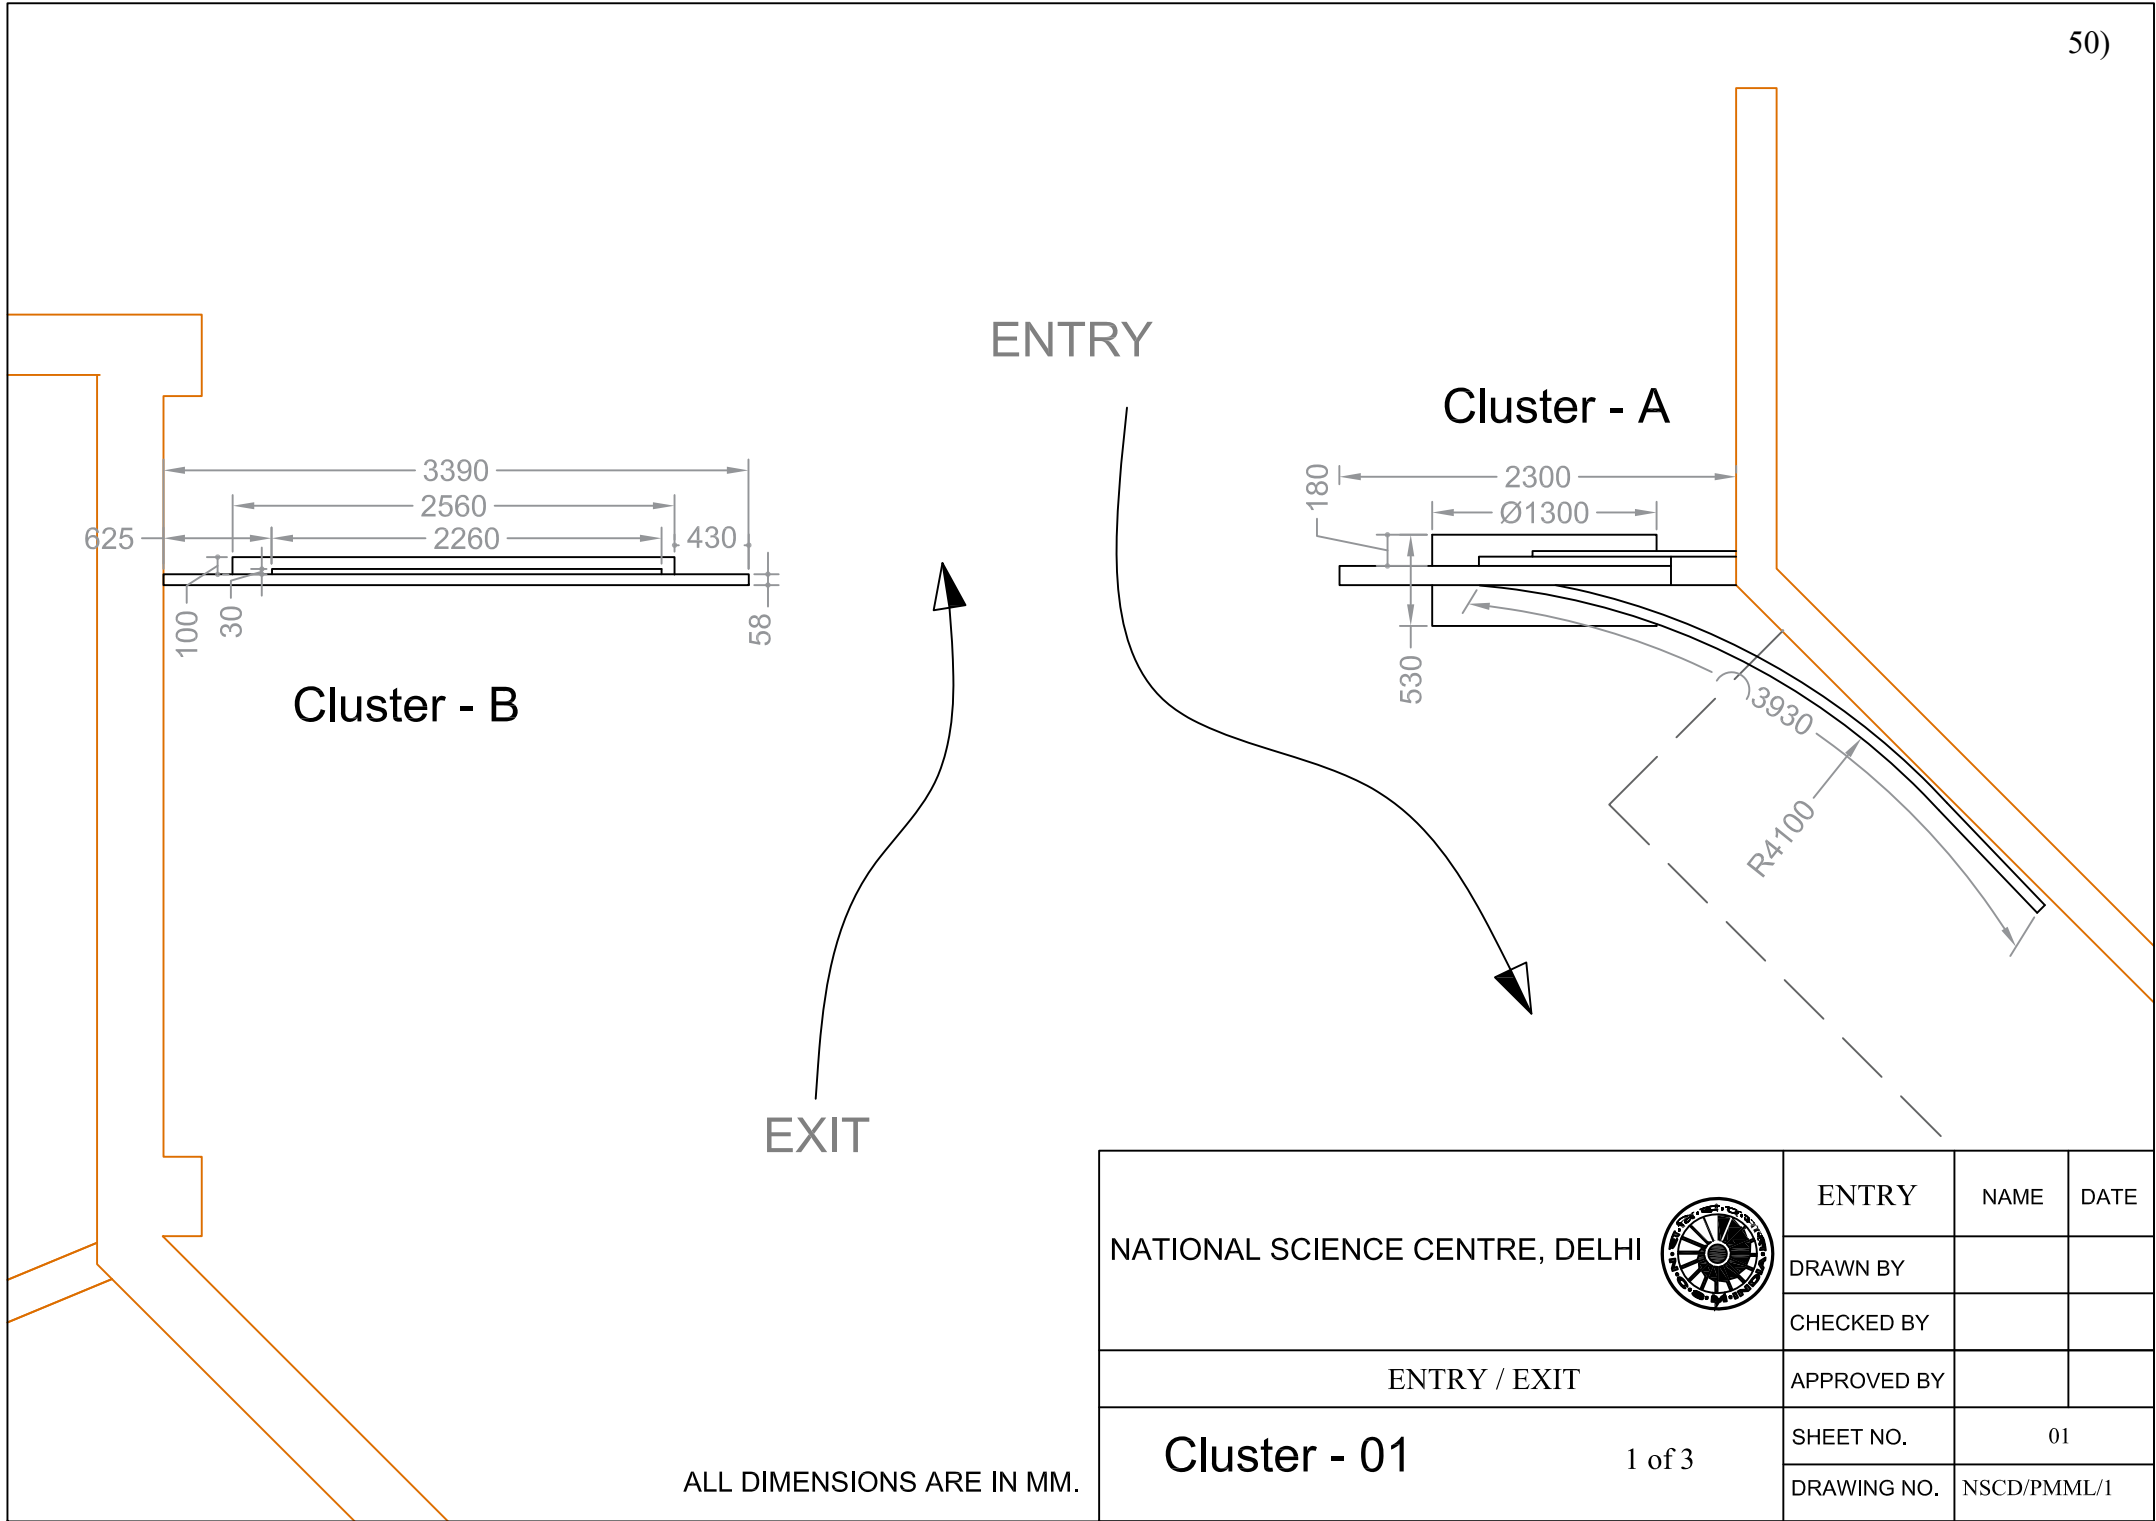 50)
ENTRY
Cluster - A
3390
2560
625
2260
430
100
30
58
Cluster - B
180
2300
Ø1300
530
3930
R4100
EXIT
ALL DIMENSIONS ARE IN MM.
NATIONAL SCIENCE CENTRE, DELHI
ENTRY / EXIT
Cluster - 01
1 of 3
ENTRY NAME DATE
DRAWN BY
CHECKED BY
APPROVED BY
SHEET NO. 01
DRAWING NO. NSCD/PMML/1